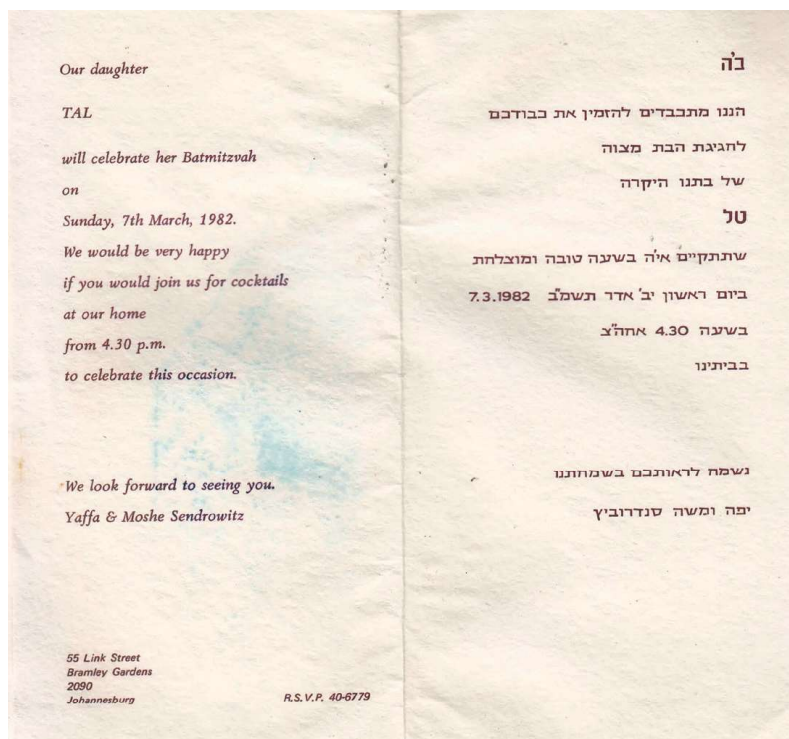 Our daughter
TAL
will celebrate her Batmitzvah
on
Sunday, 7th March, 1982.
We would be very happy
if you would join us for cocktails
at our home
from 4.30 p.m.
to celebrate this occasion.
We look forward to seeing you.
Yaffa & Moshe Sendrowitz
55 Link Street
Bramley Gardens
2090
Johannesburg
R.S.V.P. 40-6779
ב'ה
הננו מתכבדים להזמין את כבודכם
לחגיגת הבת מצוה
של בתנו היקרה
טל
שתתקיים אי'ה בשעה טובה ומוצלחת
ביום ראשון יב' אדר תשמ"ב 7.3.1982
בשעה 4.30 אחה"צ
בביתינו
נשמח לראותכם בשמחתנו
יפה ומשה סנדרוביץ